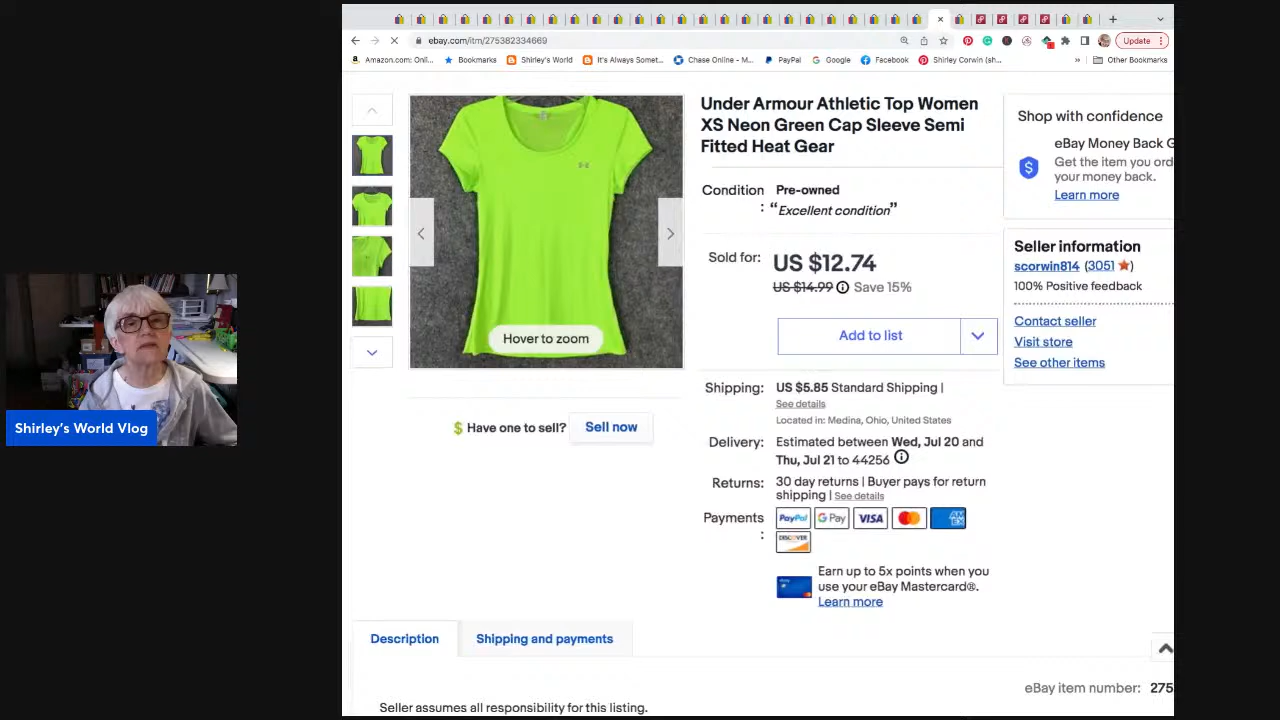 ebay.com/itm/275382334669
Update
Amazon.com: Onli...
Bookmarks
Shirley's World
It's Always Somet...
Chase Online - M...
PayPal
Google
Facebook
Shirley Corwin (sh...
»
Other Bookmarks
Under Armour Athletic Top Women
XS Neon Green Cap Sleeve Semi
Fitted Heat Gear
Condition
:
Pre-owned
“Excellent condition”
Sold for:
US $12.74
US $14.99
Save 15%
Add to list
Hover to zoom
Have one to sell?
Sell now
Shipping:
US $5.85 Standard Shipping |
See details
Located in: Medina, Ohio, United States
Delivery:
Estimated between Wed, Jul 20 and
Thu, Jul 21 to 44256
Returns:
30 day returns | Buyer pays for return
shipping | See details
Payments
:
PayPal
G Pay
VISA
AM
EX
DISCOVER
Earn up to 5x points when you
use your eBay Mastercard®.
Learn more
Shop with confidence
eBay Money Back G
Get the item you ord
your money back.
Learn more
Seller information
scorwin814 (3051 )
100% Positive feedback
Contact seller
Visit store
See other items
Shirley's World Vlog
Description
Shipping and payments
eBay item number: 275
Seller assumes all responsibility for this listing.